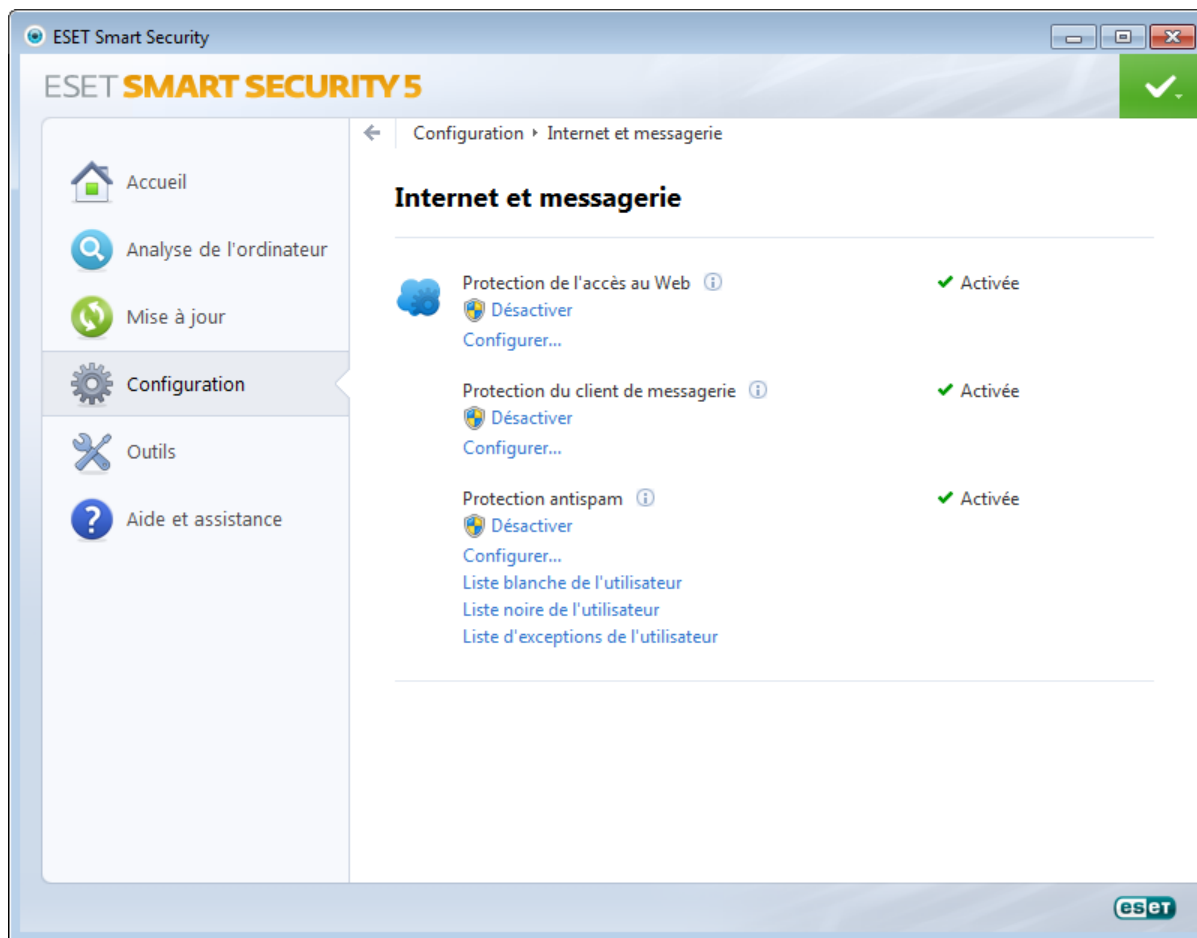 ESET Smart Security
ESET SMART SECURITY 5
Configuration Internet et messagerie
Accueil
Analyse de l'ordinateur
Mise à jour
Configuration
Outils
Aide et assistance
Internet et messagerie
Protection de l'accès au Web Activée
Désactiver
Configurer...
Protection du client de messagerie Activée
Désactiver
Configurer...
Protection antispam Activée
Désactiver
Configurer...
Liste blanche de l'utilisateur
Liste noire de l'utilisateur
Liste d'exceptions de l'utilisateur
eset